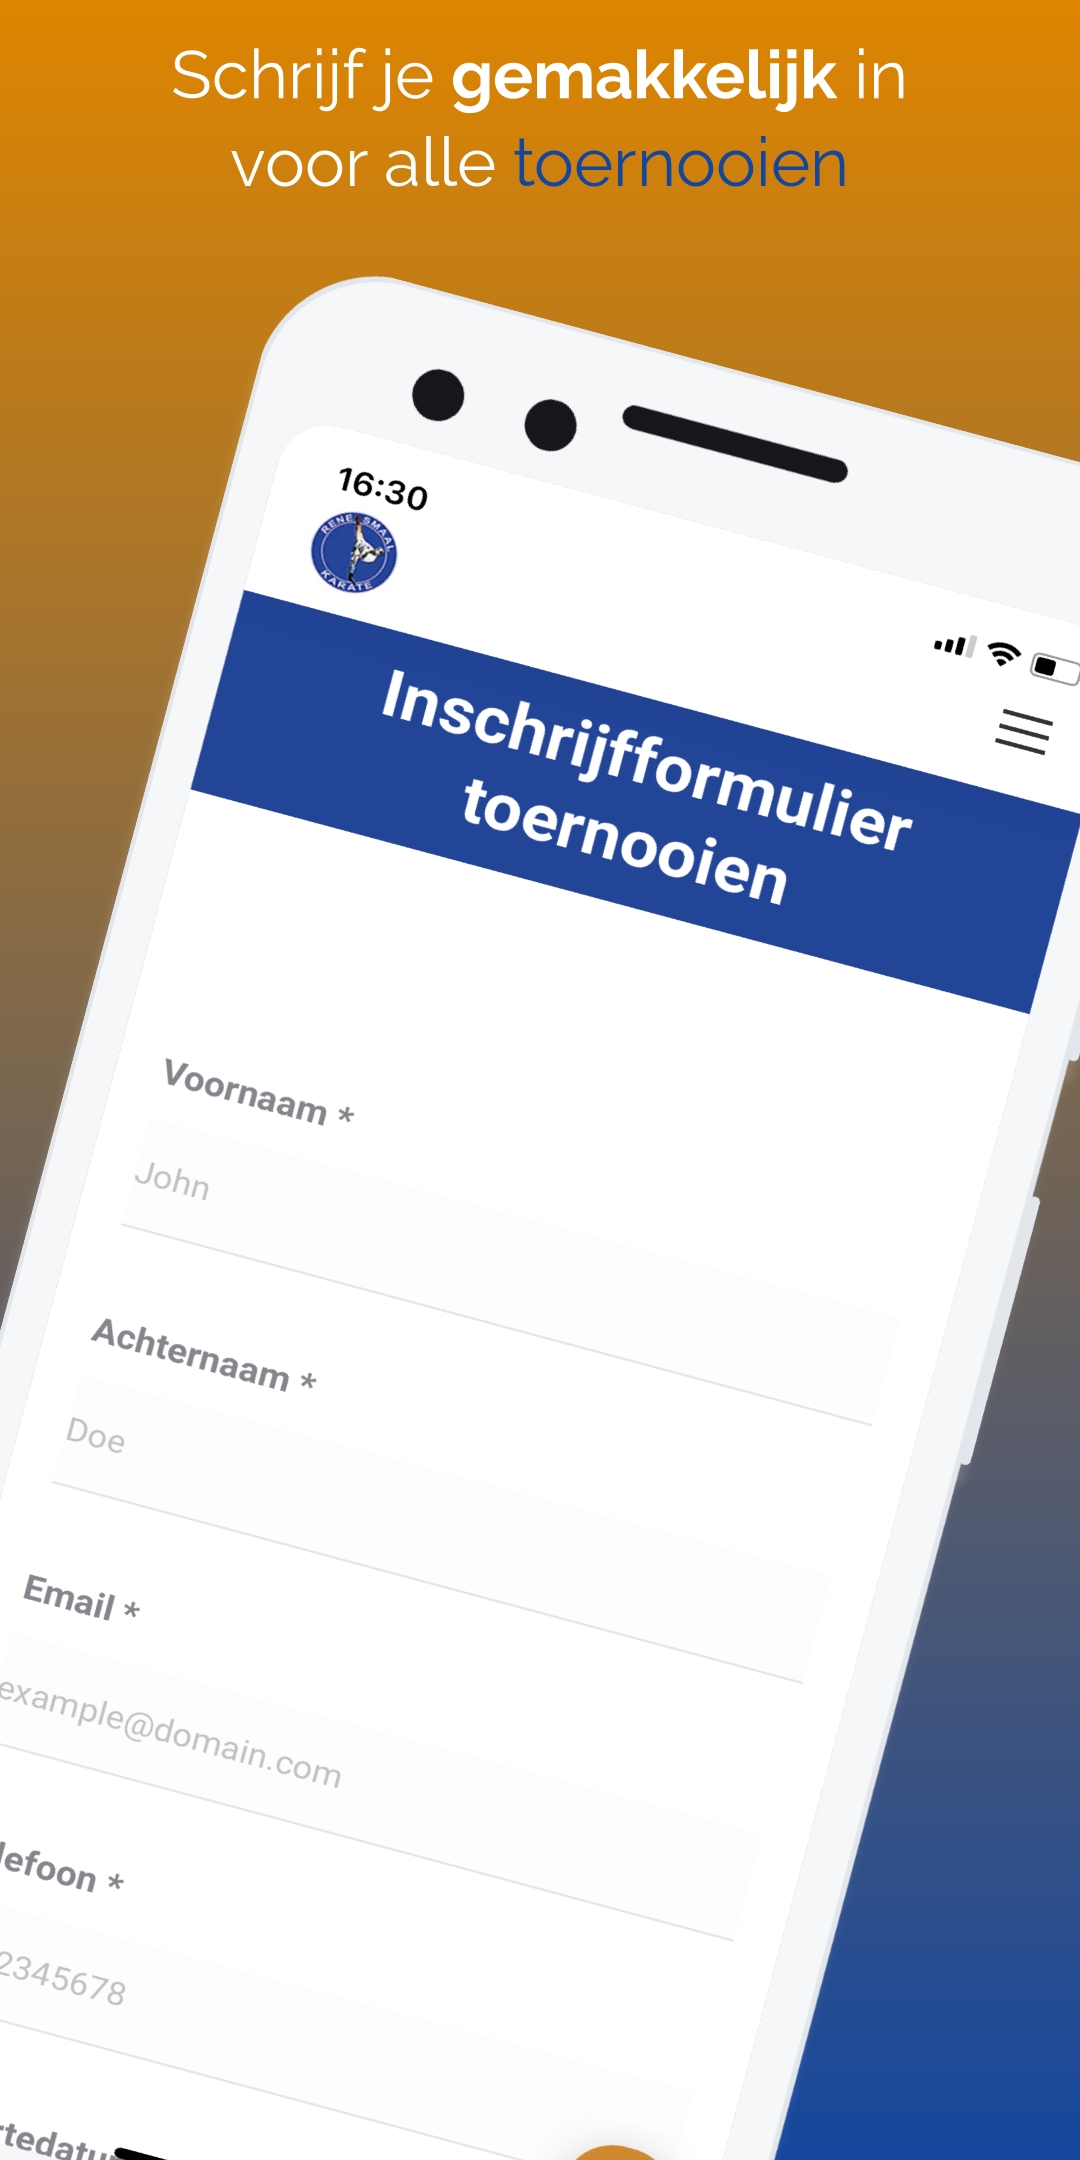 Schrijf je gemakkelijk in
voor alle toernooien
16:30
RENE SMAAL
KARATE
Inschrijfformulier
toernooien
Voornaam *
John
Achternaam *
Doe
Email *
example@domain.com
lefoon *
2345678
rtedatu